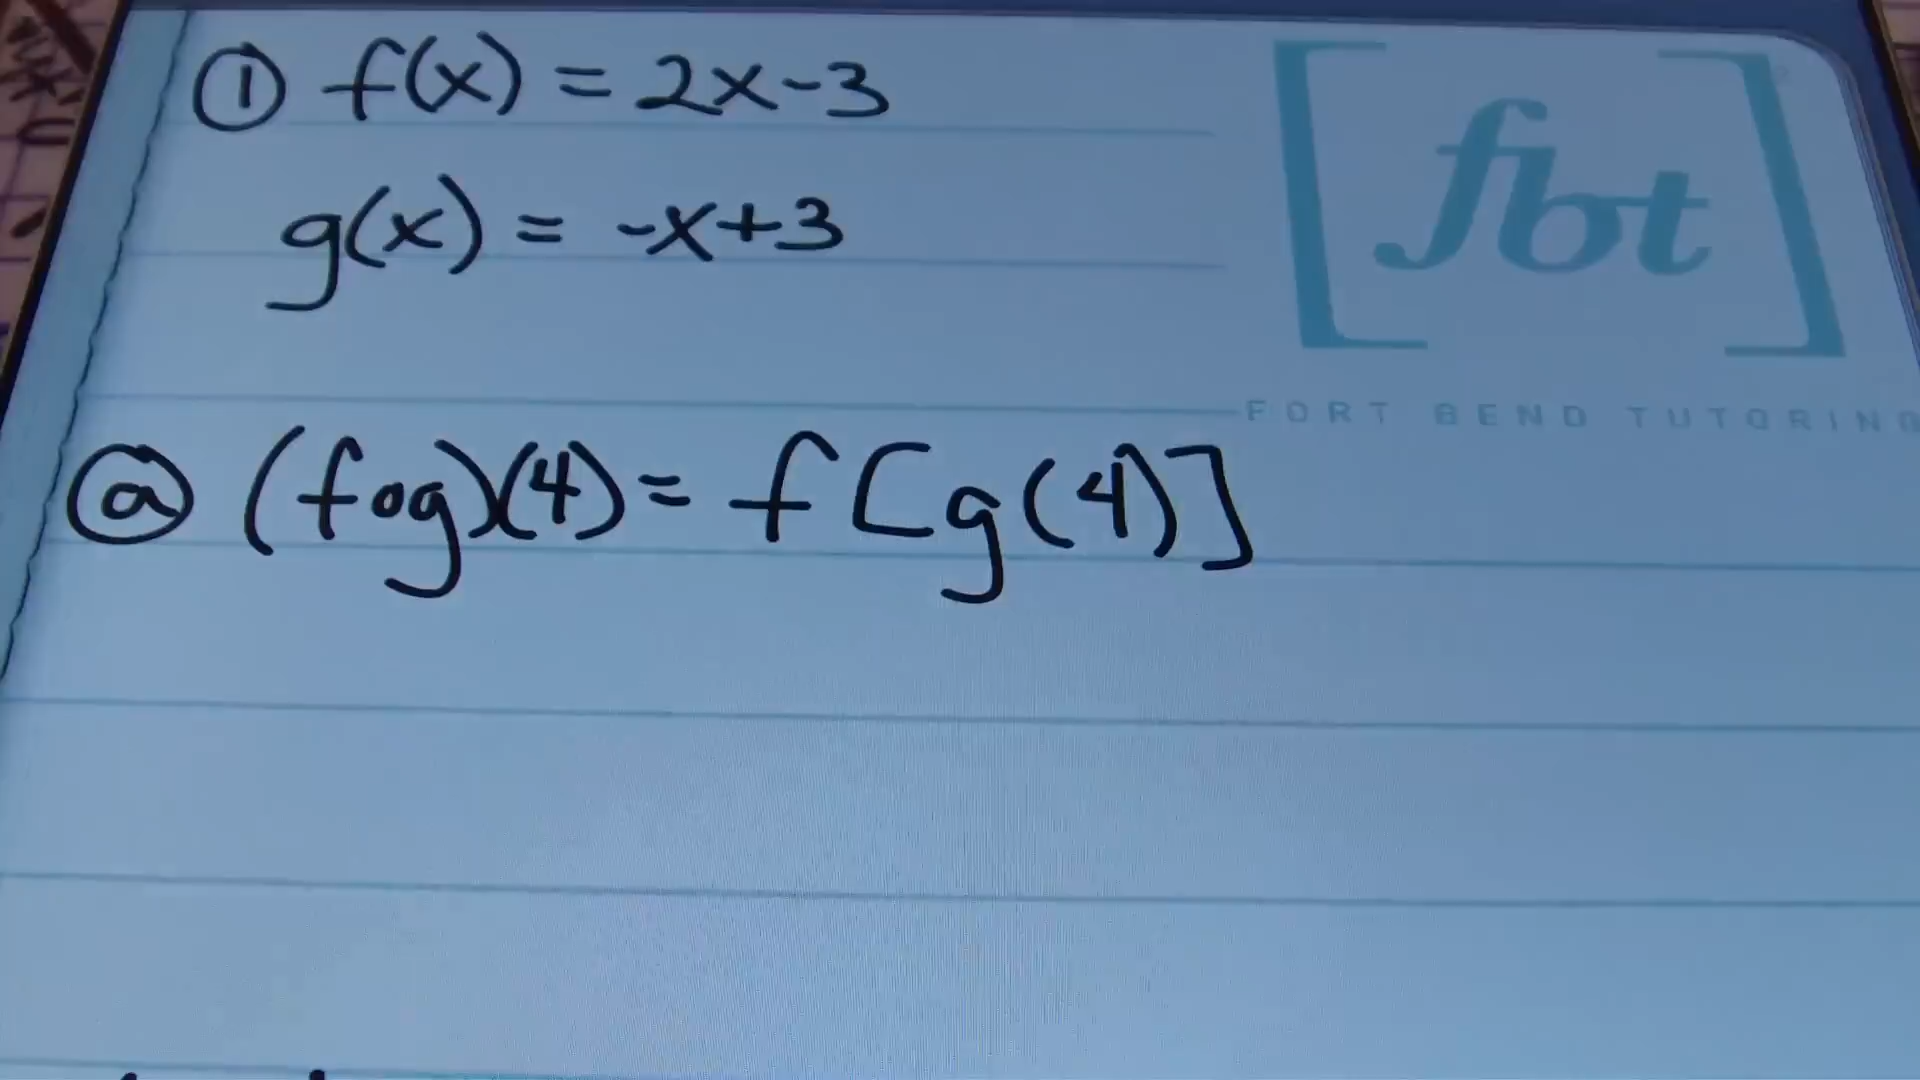 ① f(x) = 2x-3
g(x) = -x+3
fbt
FORT BEND TUTORING
ⓐ (fog)(4) = f[g(4)]